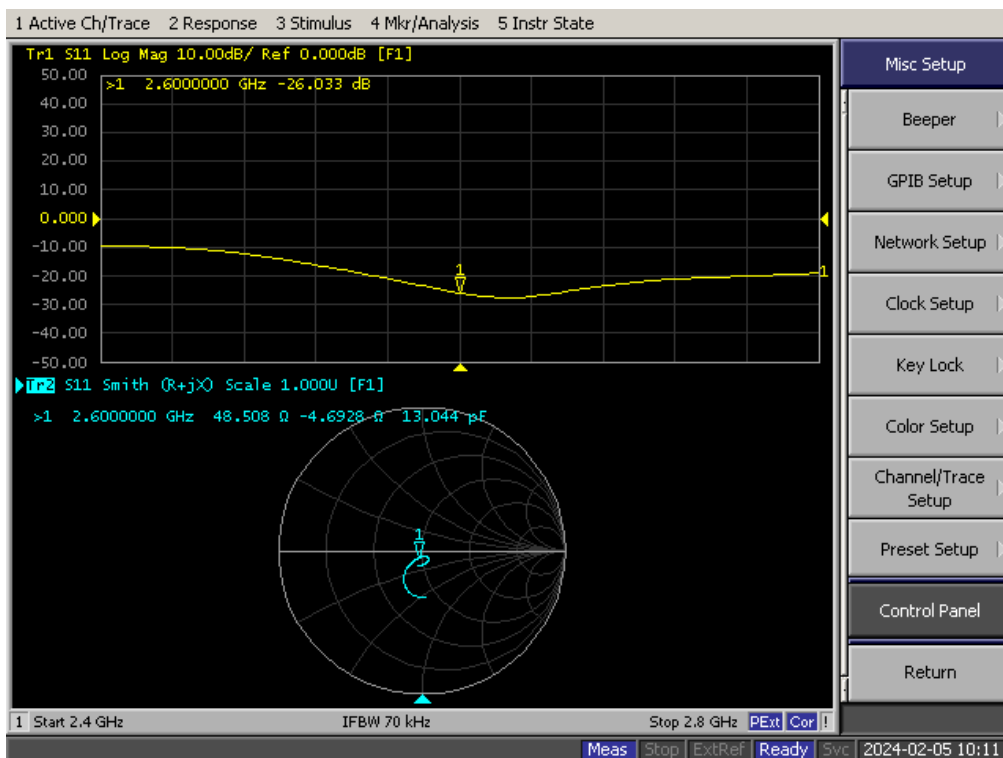 1 Active Ch/Trace 2 Response 3 Stimulus 4 Mkr/Analysis 5 Instr State
Tr1 S11 Log Mag 10.00dB/ Ref 0.000dB [F1]
>1 2.6000000 GHz -26.033 dB
50.00
40.00
30.00
20.00
10.00
0.000
-10.00
-20.00
-30.00
-40.00
-50.00
1
1
Tr2 S11 Smith (R+jX) Scale 1.000U [F1]
>1 2.6000000 GHz 48.508 Ω -4.6928 Ω 13.044 pF
1
1 Start 2.4 GHz IFBW 70 kHz Stop 2.8 GHz PExt Cor !
Misc Setup
Beeper
GPIB Setup
Network Setup
Clock Setup
Key Lock
Color Setup
Channel/Trace
Setup
Preset Setup
Control Panel
Return
Meas Stop ExtRef Ready Svc 2024-02-05 10:11